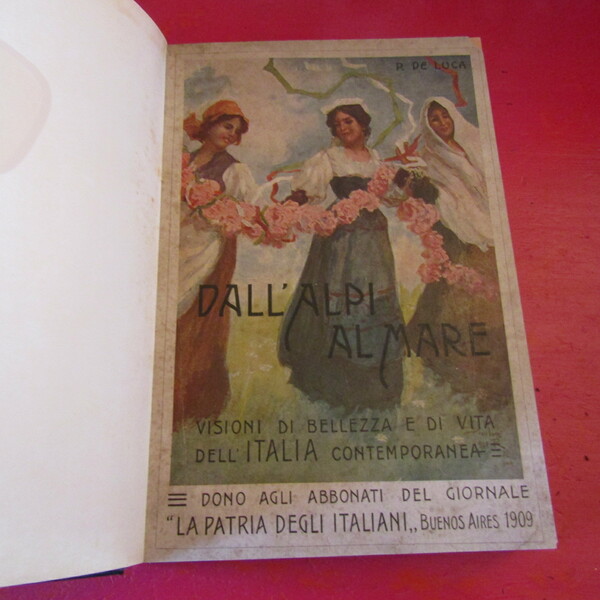 R. De LUCA
DALL'ALPI
AL MARE
VISIONI DI BELLEZZA E DI VITA
DELL'ITALIA CONTEMPORANEA
DONO AGLI ABBONATI DEL GIORNALE
"LA PATRIA DEGLI ITALIANI,, BUENOS AIRES 1909